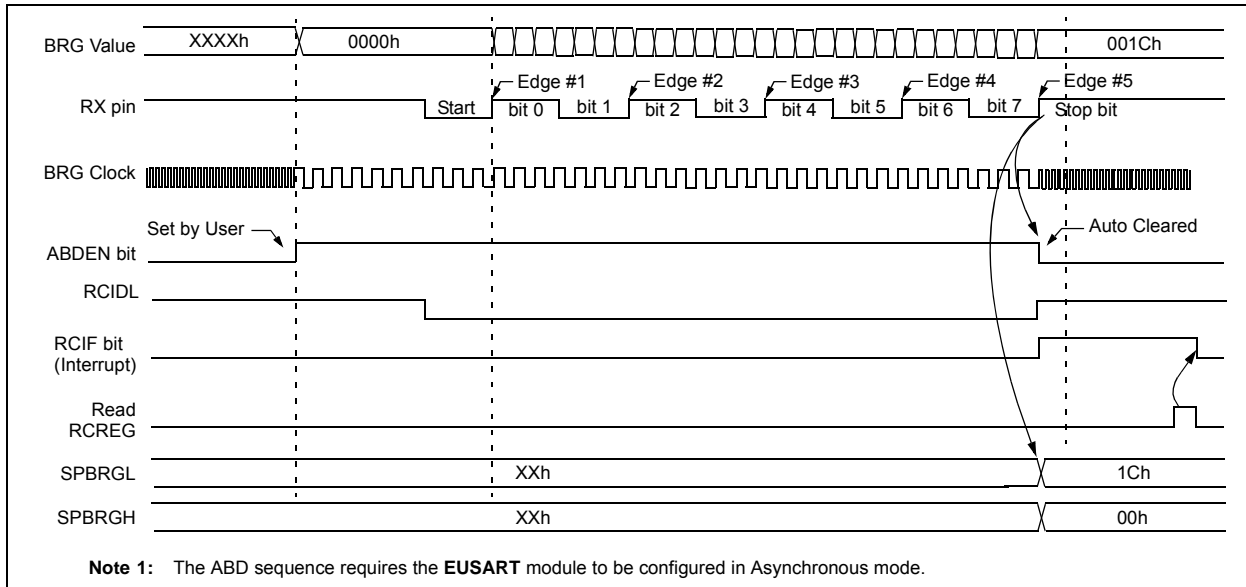 BRG Value XXXXh 0000h 001Ch
Edge #1 Edge #2 Edge #3 Edge #4 Edge #5
RX pin Start bit 0 bit 1 bit 2 bit 3 bit 4 bit 5 bit 6 bit 7 Stop bit
BRG Clock
Set by User Auto Cleared
ABDEN bit
RCIDL
RCIF bit
(Interrupt)
Read
RCREG
SPBRGL XXh 1Ch
SPBRGH XXh 00h
Note 1: The ABD sequence requires the EUSART module to be configured in Asynchronous mode.